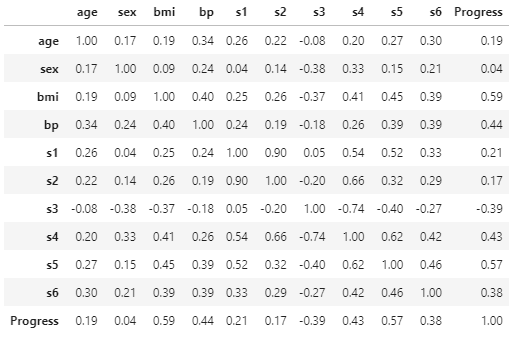 age sex bmi bp s1 s2 s3 s4 s5 s6 Progress
age 1.00 0.17 0.19 0.34 0.26 0.22 -0.08 0.20 0.27 0.30 0.19
sex 0.17 1.00 0.09 0.24 0.04 0.14 -0.38 0.33 0.15 0.21 0.04
bmi 0.19 0.09 1.00 0.40 0.25 0.26 -0.37 0.41 0.45 0.39 0.59
bp 0.34 0.24 0.40 1.00 0.24 0.19 -0.18 0.26 0.39 0.39 0.44
s1 0.26 0.04 0.25 0.24 1.00 0.90 0.05 0.54 0.52 0.33 0.21
s2 0.22 0.14 0.26 0.19 0.90 1.00 -0.20 0.66 0.32 0.29 0.17
s3 -0.08 -0.38 -0.37 -0.18 0.05 -0.20 1.00 -0.74 -0.40 -0.27 -0.39
s4 0.20 0.33 0.41 0.26 0.54 0.66 -0.74 1.00 0.62 0.42 0.43
s5 0.27 0.15 0.45 0.39 0.52 0.32 -0.40 0.62 1.00 0.46 0.57
s6 0.30 0.21 0.39 0.39 0.33 0.29 -0.27 0.42 0.46 1.00 0.38
Progress 0.19 0.04 0.59 0.44 0.21 0.17 -0.39 0.43 0.57 0.38 1.00